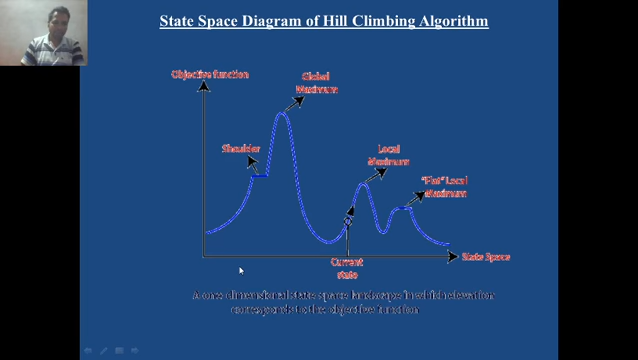 State Space Diagram of Hill Climbing Algorithm
Objective function
Global
Maximum
Shoulder
Local
Maximum
"Flat" Local
Maximum
State Space
Current
state
A one dimensional state space landscape in which elevation
corresponds to the objective function